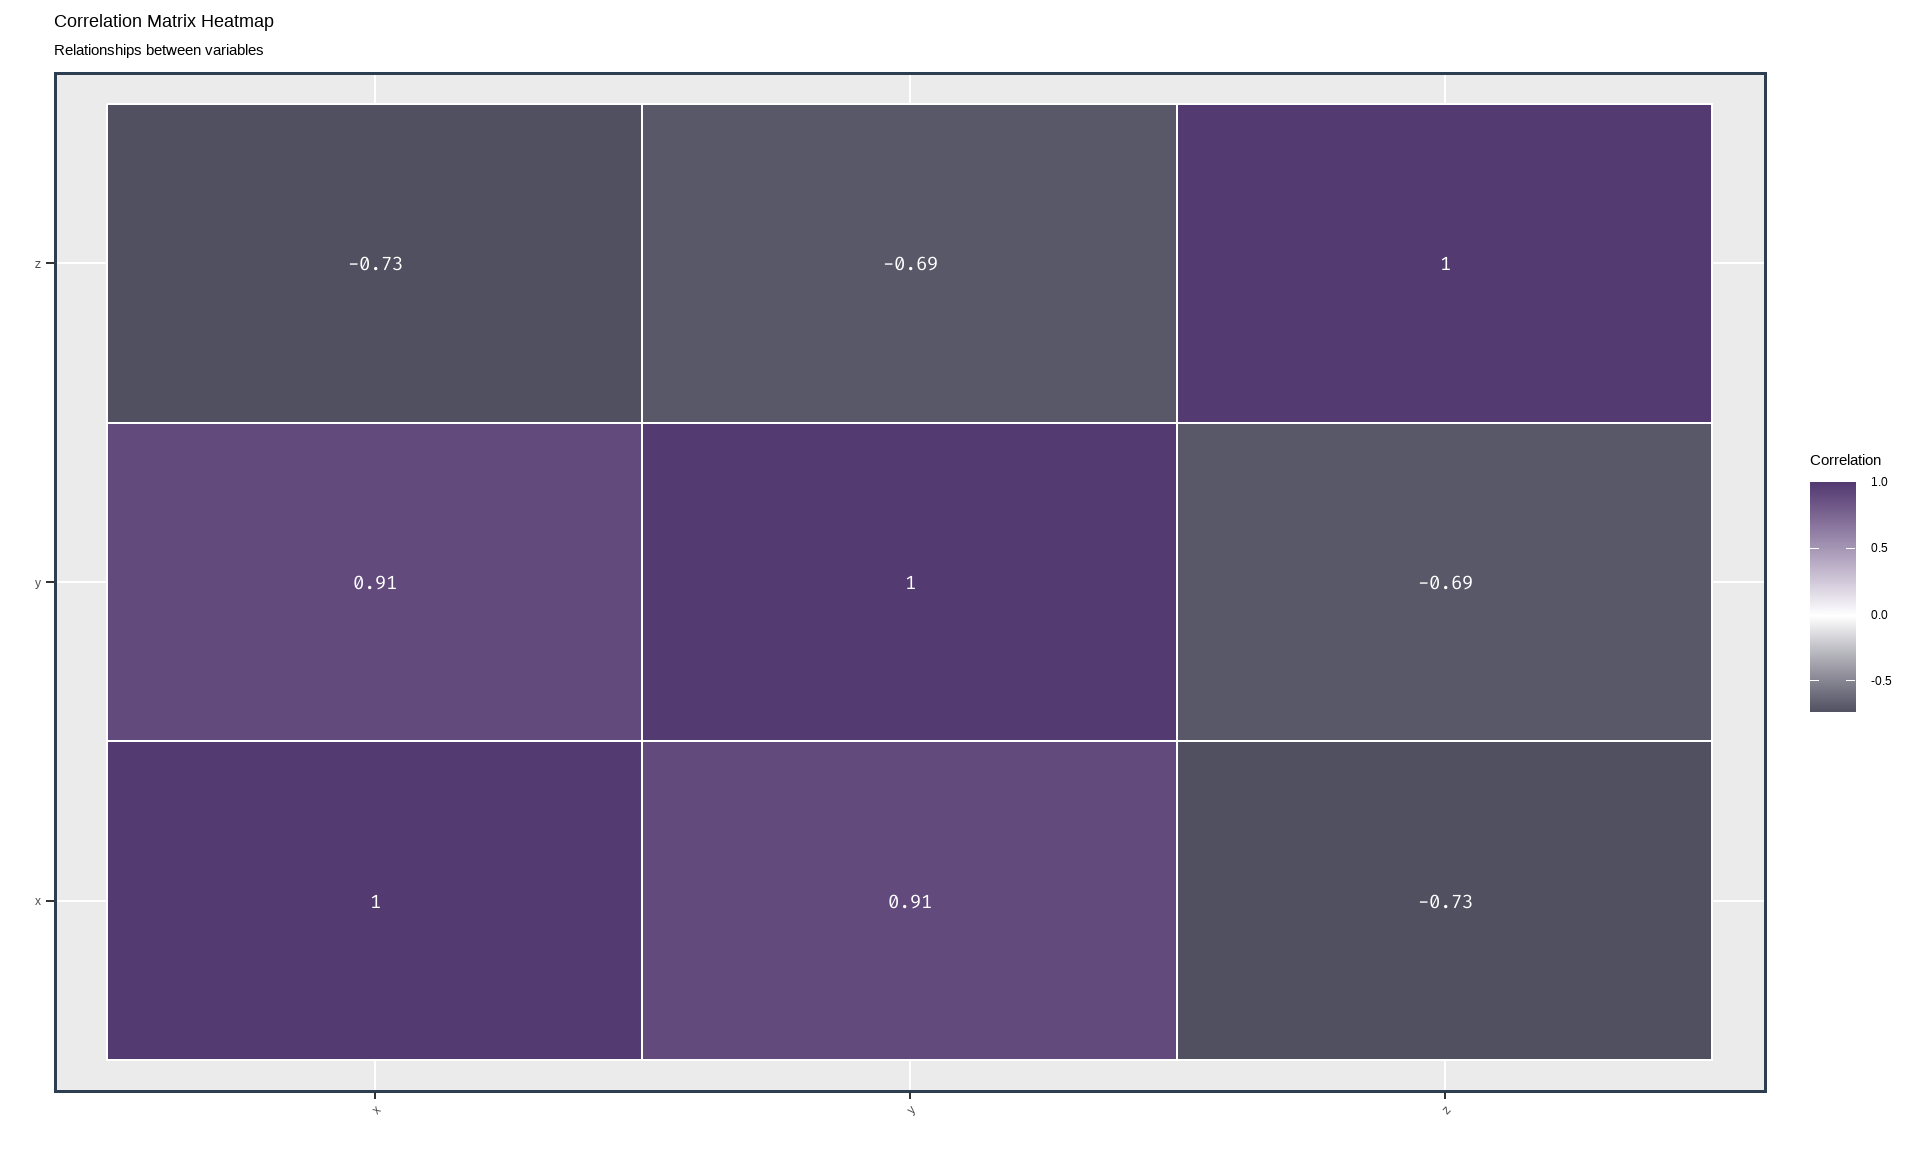 Correlation Matrix Heatmap
Relationships between variables
z
-0.73
-0.69
1
y
0.91
1
-0.69
x
1
0.91
-0.73
x
y
z
Correlation
1.0
0.5
0.0
-0.5